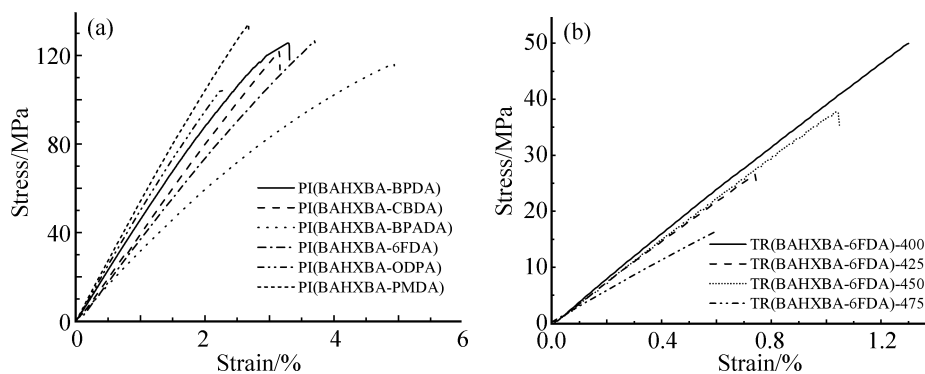 (a)
120
80
40
0
Stress/MPa
PI(BAHXBA-BPDA)
PI(BAHXBA-CBDA)
PI(BAHXBA-BPADA)
PI(BAHXBA-6FDA)
PI(BAHXBA-ODPA)
PI(BAHXBA-PMDA)
0 2 4 6
Strain/%
(b)
50
40
30
20
10
0
Stress/MPa
TR(BAHXBA-6FDA)-400
TR(BAHXBA-6FDA)-425
TR(BAHXBA-6FDA)-450
TR(BAHXBA-6FDA)-475
0.0 0.4 0.8 1.2
Strain/%